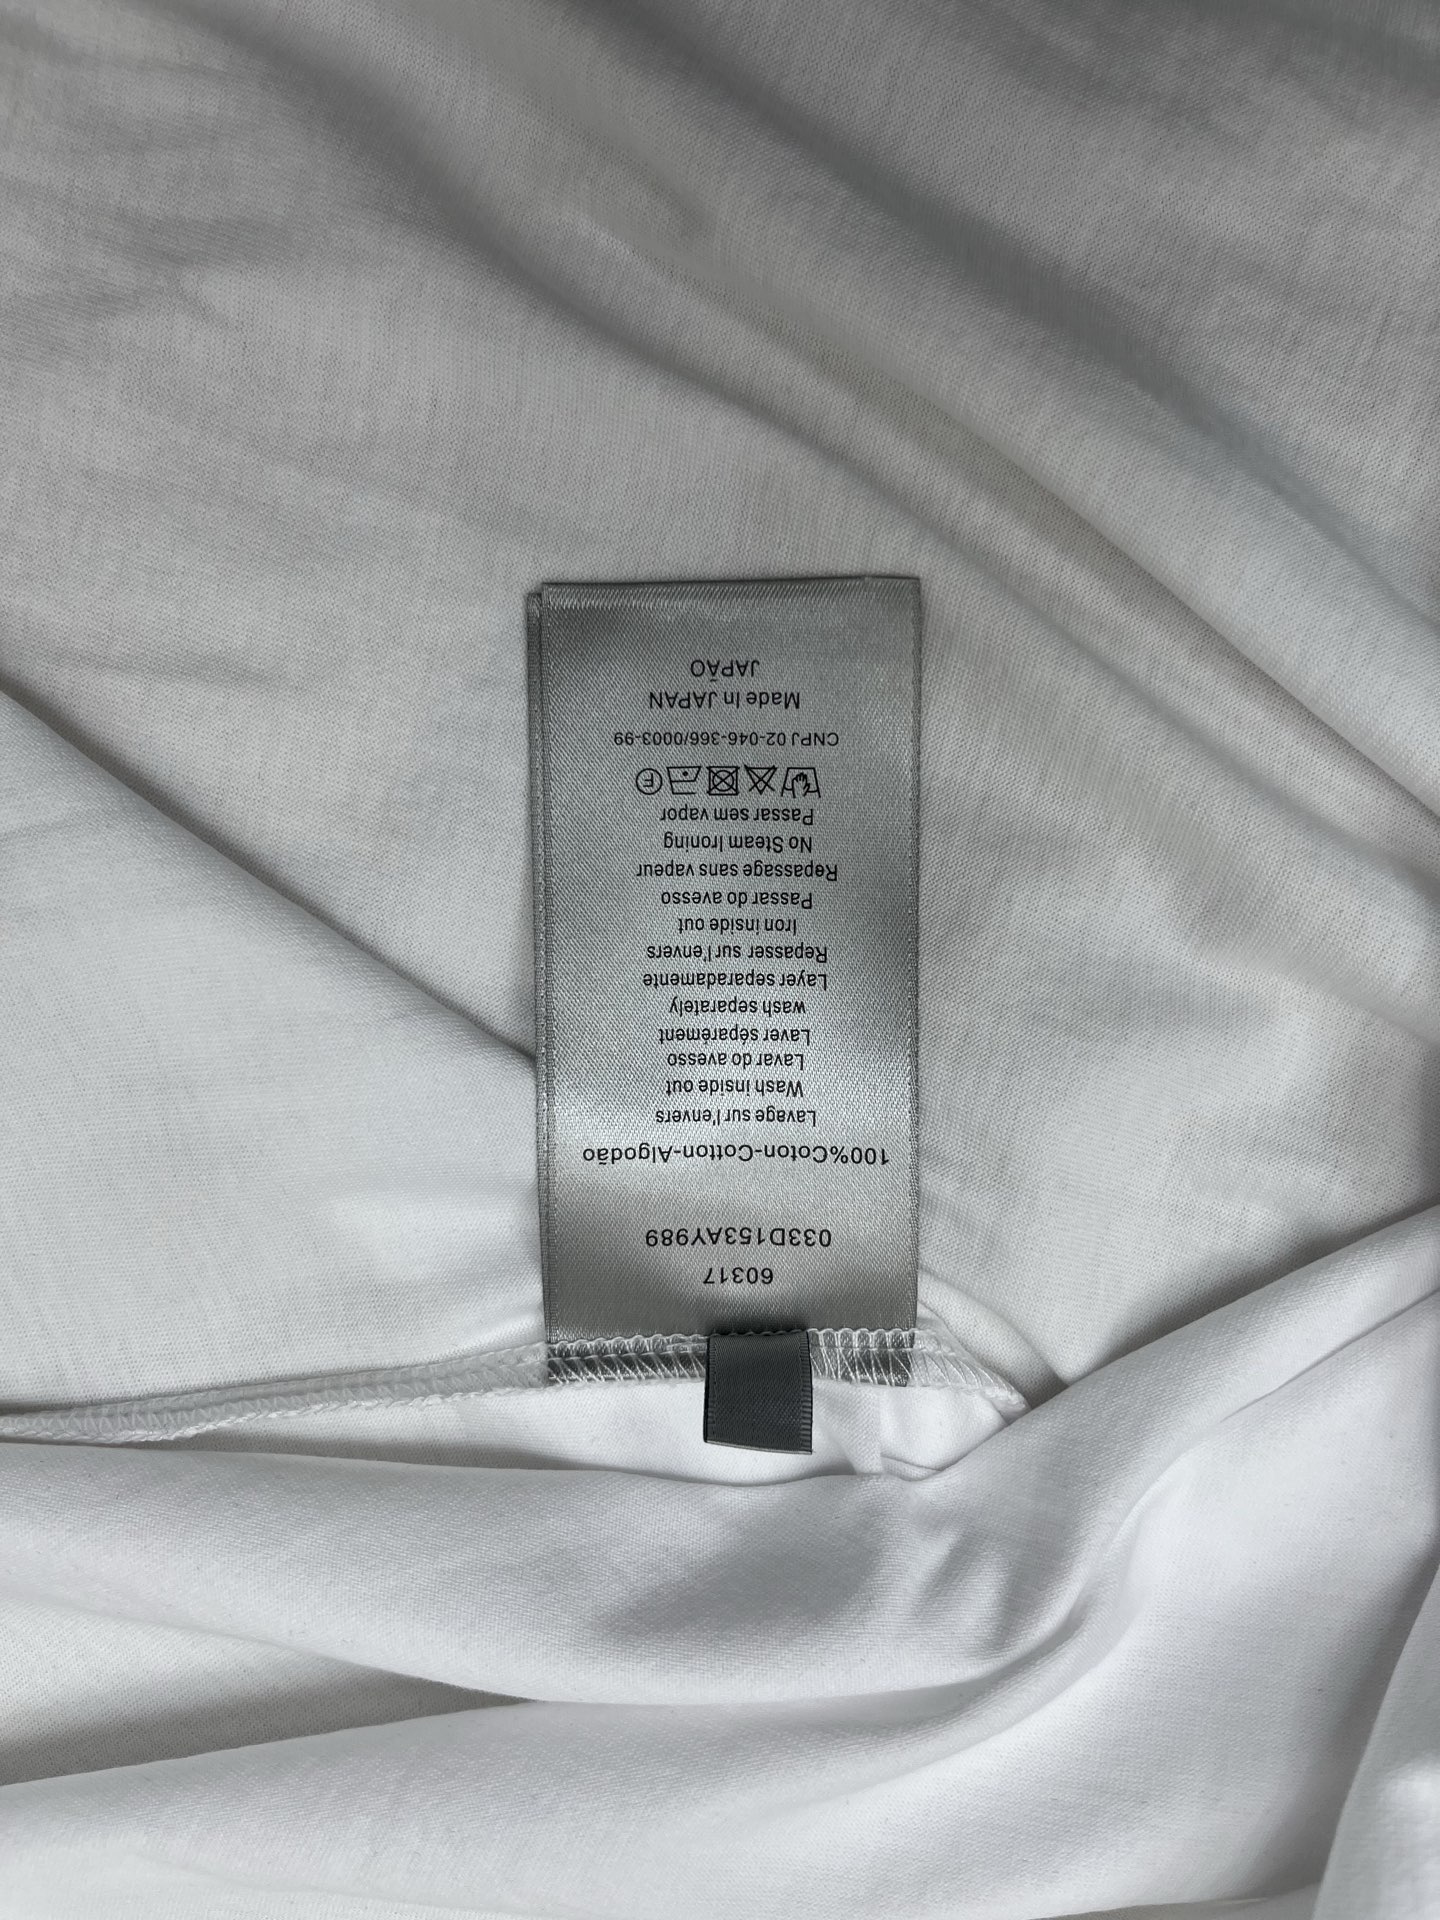 60317
033D153AY989
100%Coton-Cotton-Algodão
Lavage sur l'envers
Wash inside out
Lavar do avesso
Laver séparément
wash separately
Layer separadamente
Repasser sur l'envers
Iron inside out
Passar do avesso
Repassage sans vapeur
No Steam Ironing
Passar sem vapor
F
CNPJ 02-046-366/0003-99
Made In JAPAN
JAPÃO